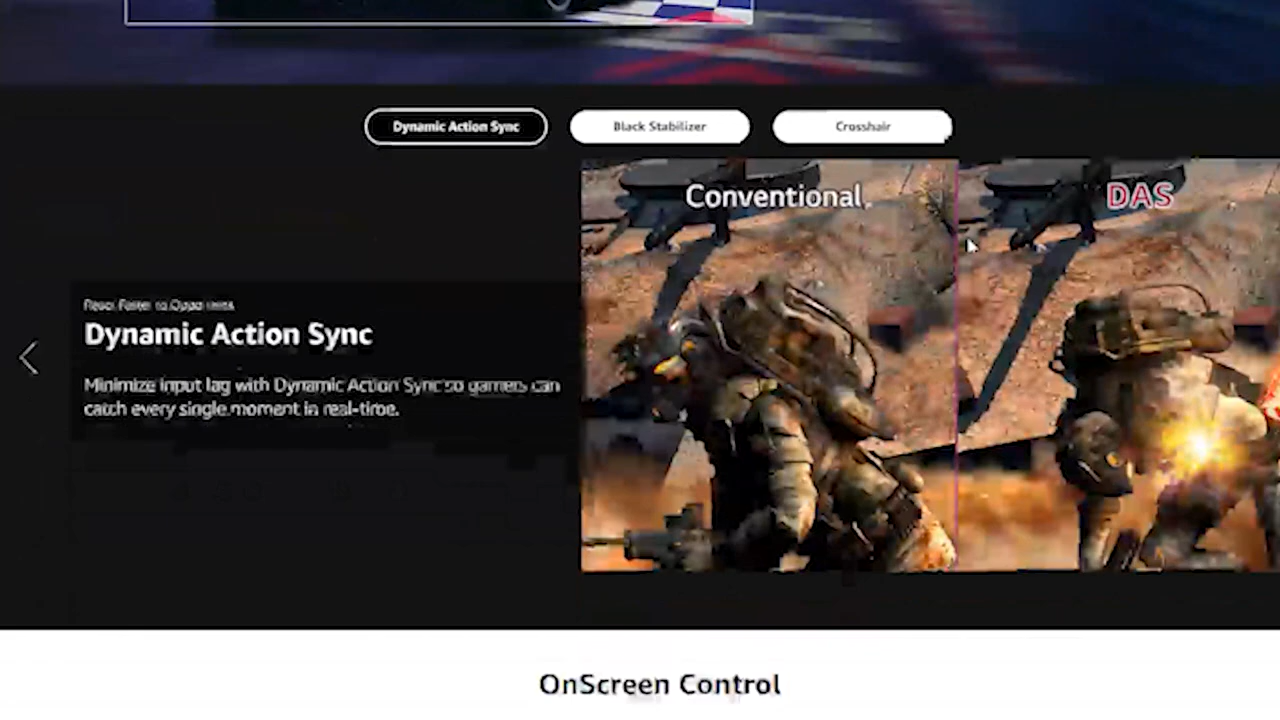 Dynamic Action Sync
Black Stabilizer
Crosshair
Conventional
DAS
Dynamic Action Sync
Minimize input lag with Dynamic Action Sync so gamers can
catch every single moment in real-time.
OnScreen Control